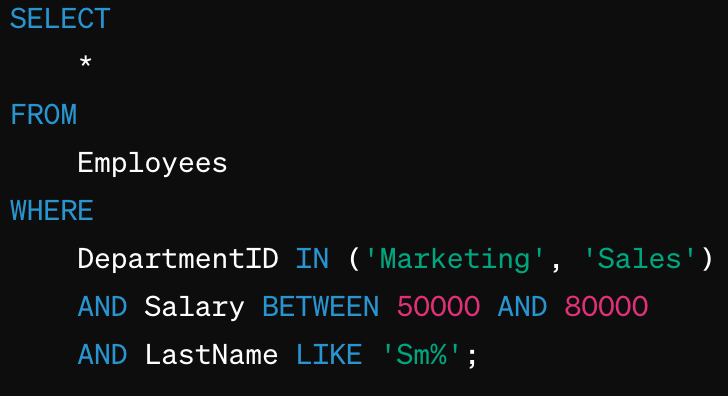 SELECT
*
FROM
Employees
WHERE
DepartmentID IN ('Marketing', 'Sales')
AND Salary BETWEEN 50000 AND 80000
AND LastName LIKE 'Sm%';